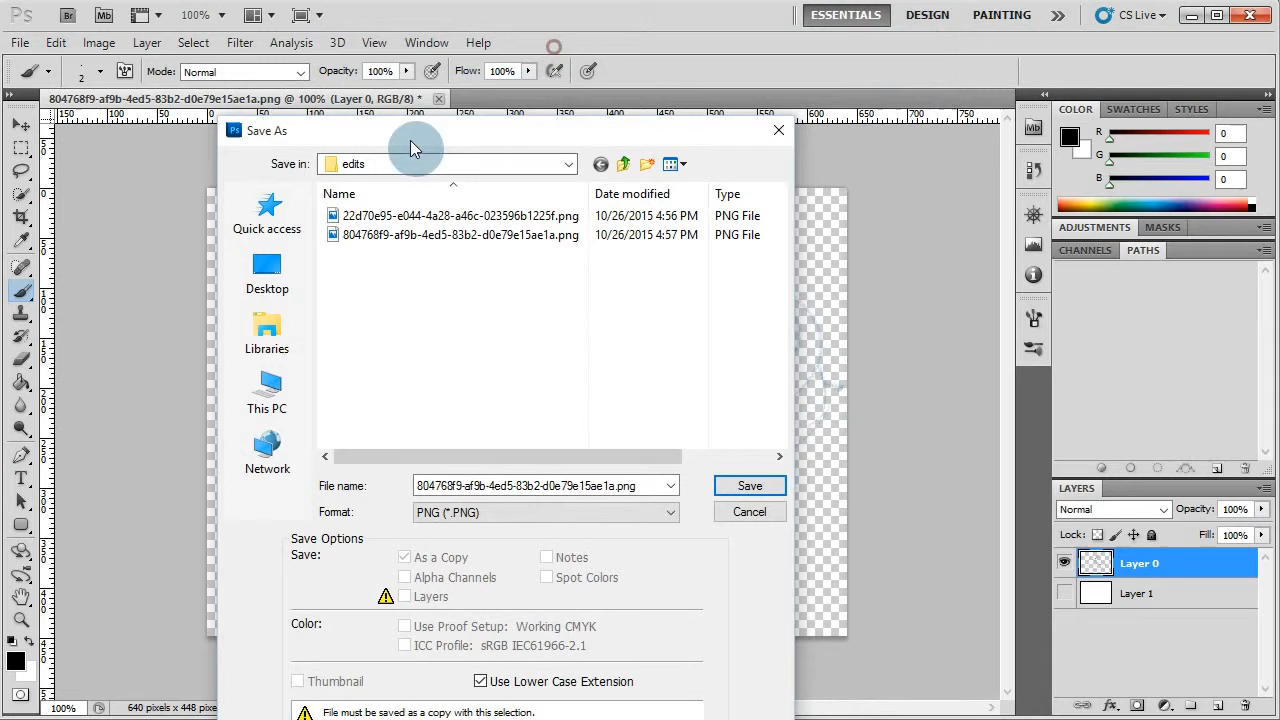 Ps Br Mb 100% ESSENTIALS DESIGN PAINTING CS Live
File Edit Image Layer Select Filter Analysis 3D View Window Help
2 Mode: Normal Opacity: 100% Flow: 100%
804768f9-af9b-4ed5-83b2-d0e79e15ae1a.png @ 100% (Layer 0, RGB/8) *
Ps Save As
Save in: edits
Name Date modified Type
22d70e95-e044-4a28-a46c-023596b1225f.png 10/26/2015 4:56 PM PNG File
804768f9-af9b-4ed5-83b2-d0e79e15ae1a.png 10/26/2015 4:57 PM PNG File
Quick access
Desktop
Libraries
This PC
Network
File name: 804768f9-af9b-4ed5-83b2-d0e79e15ae1a.png Save
Format: PNG (*.PNG) Cancel
Save Options
Save: As a Copy Notes
Alpha Channels Spot Colors
Layers
Color: Use Proof Setup: Working CMYK
ICC Profile: sRGB IEC61966-2.1
Thumbnail Use Lower Case Extension
File must be saved as a copy with this selection.
COLOR SWATCHES STYLES
Mb
R 0
G 0
B 0
ADJUSTMENTS MASKS
CHANNELS PATHS
LAYERS
Normal Opacity: 100%
Lock: Fill: 100%
Layer 0
Layer 1
100% 640 pixels x 448 pixels